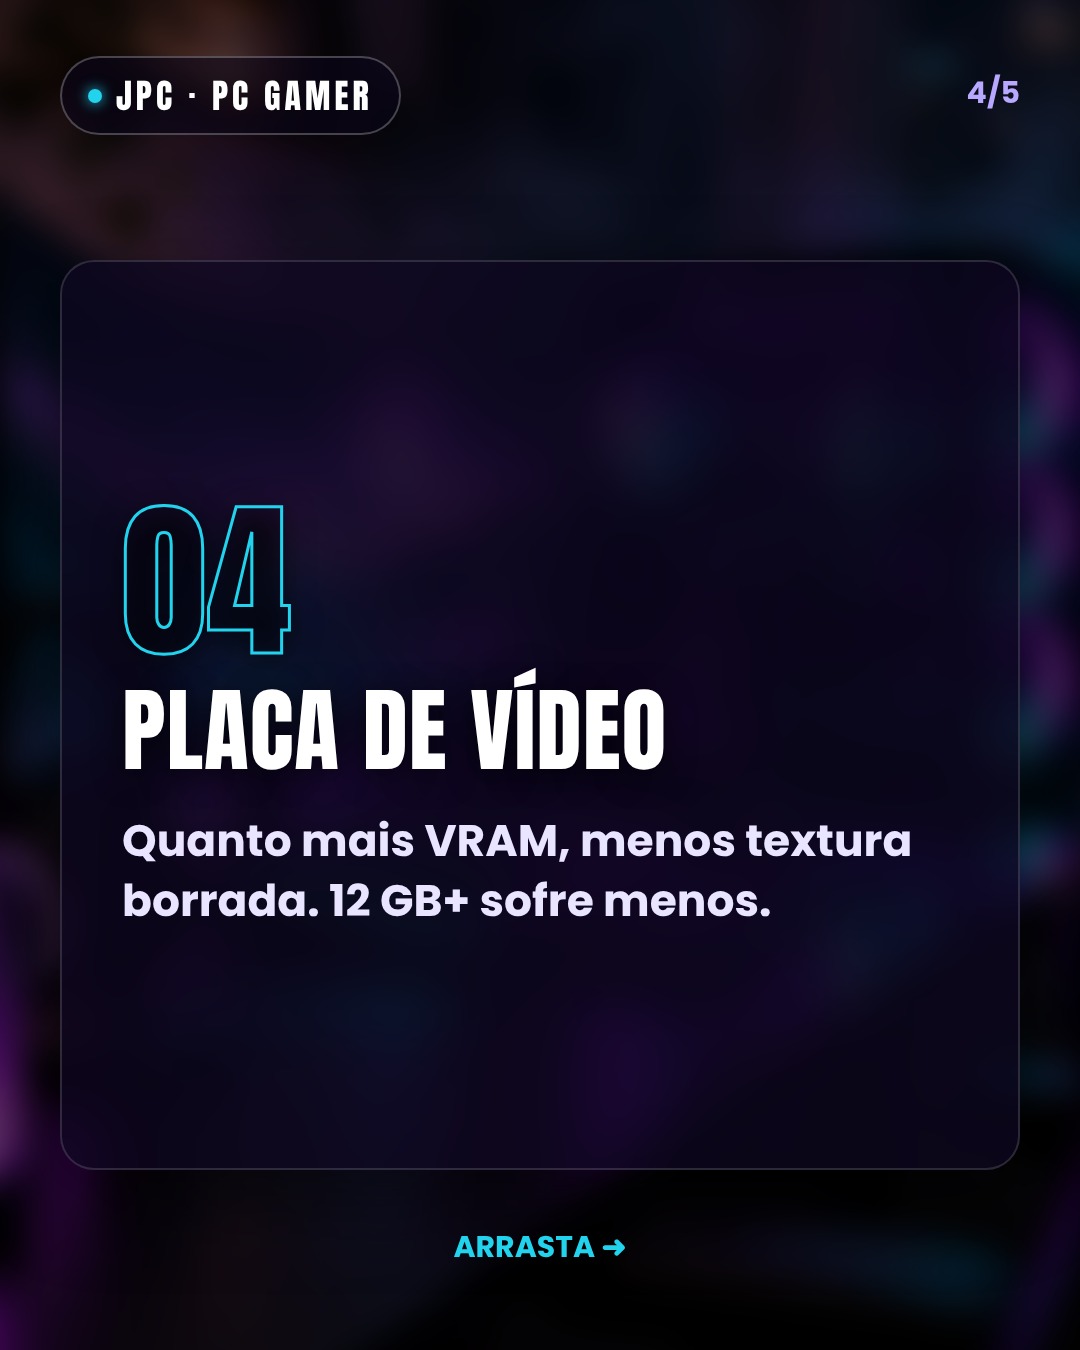 JPC · PC GAMER
4/5
04
PLACA DE VÍDEO
Quanto mais VRAM, menos textura
borrada. 12 GB+ sofre menos.
ARRASTA ➜